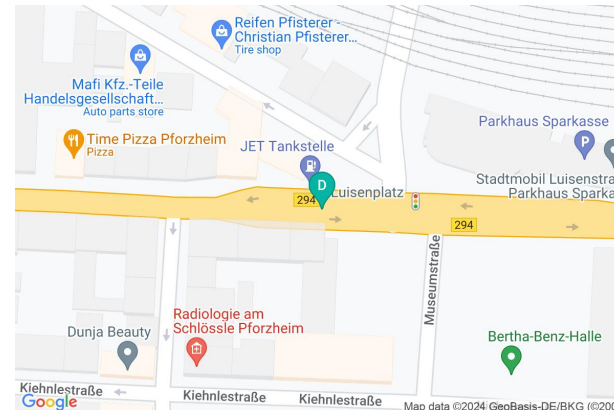 Reifen Pfisterer -
Christian Pfisterer...
Tire shop
Mafi Kfz.-Teile
Handelsgesellschaft...
Auto parts store
Parkhaus Sparkasse
P
Time Pizza Pforzheim
Pizza
JET Tankstelle
Stadtmobil Luisenstra
Parkhaus Sparka
D
Luisenplatz
294
294
Museumstraße
Radiologie am
Schlössle Pforzheim
Dunja Beauty
Bertha-Benz-Halle
Kiehnlestraße
Kiehnlestraße
Kiehnlestraße
Google
Map data ©2024 GeoBasis-DE/BKG (©200